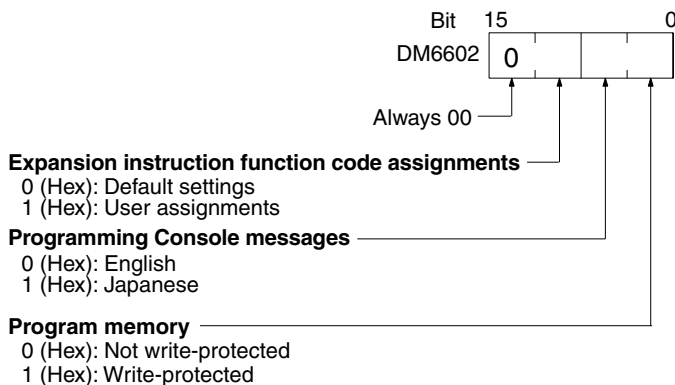 Bit 15 0
DM6602 0
Always 00
Expansion instruction function code assignments
0 (Hex): Default settings
1 (Hex): User assignments
Programming Console messages
0 (Hex): English
1 (Hex): Japanese
Program memory
0 (Hex): Not write-protected
1 (Hex): Write-protected